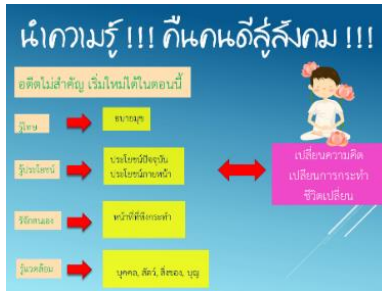 นำความรู้ !!! คืนคนดีสู่สังคม !!!
อดีตไม่สำคัญ เริ่มใหม่ได้ในตอนนี้
รู้โทษ
อบายมุข
รู้ประโยชน์
ประโยชน์ปัจจุบัน
ประโยชน์ภายหน้า
เปลี่ยนความคิด
เปลี่ยนการกระทำ
ชีวิตเปลี่ยน
รู้จักตนเอง
หน้าที่ที่พึงกระทำ
รู้แวดล้อม
บุคคล, สัตว์, สิ่งของ, บุญ